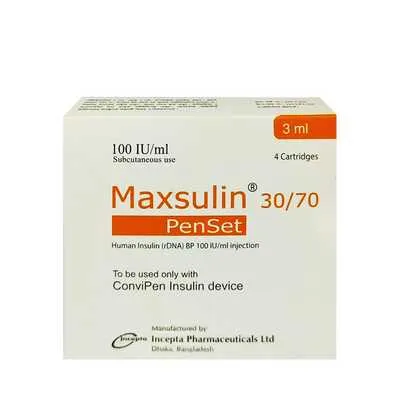 3 ml
100 IU/ml
Subcutaneous use
4 Cartridges
Maxsulin® 30/70
PenSet
Human Insulin (rDNA) BP 100 IU/ml injection
To be used only with
ConviPen Insulin device
Manufactured by
Incepta
Incepta Pharmaceuticals Ltd
Dhaka, Bangladesh